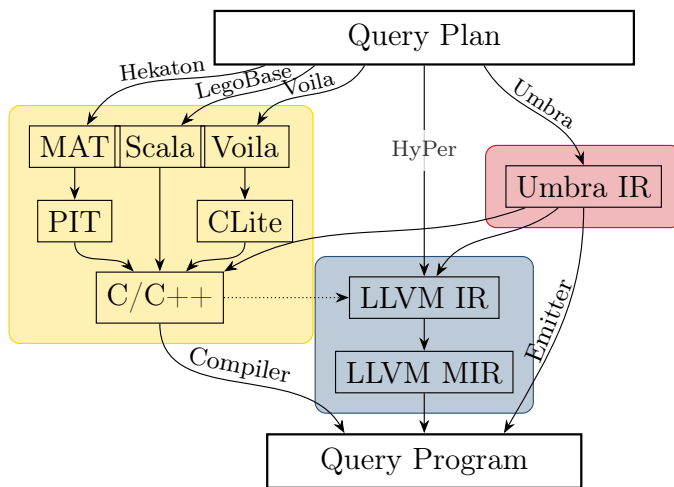 Query Plan
Hekaton
LegoBase
Voila
HyPer
Umbra
MAT
Scala
Voila
Umbra IR
PIT
CLite
C/C++
LLVM IR
Compiler
LLVM MIR
Emitter
Query Program